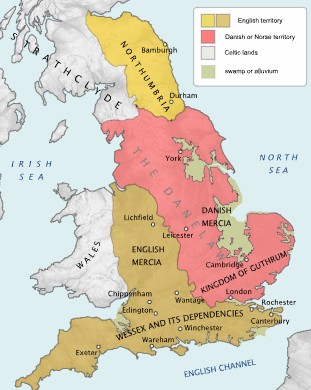 English territory
Danish or Norse territory
Celtic lands
swamp or alluvium
STRATHCLYDE
NORTHUMBRIA
Bamburgh
Durham
IRISH
SEA
NORTH
SEA
York
THE DANELAW
Lichfield
DANISH
MERCIA
Leicester
ENGLISH
MERCIA
WALES
Cambridge
KINGDOM OF GUTHRUM
Chippenham
Wantage
London
Rochester
Edington
WESSEX AND ITS DEPENDENCIES
Canterbury
Winchester
Wareham
Exeter
ENGLISH CHANNEL